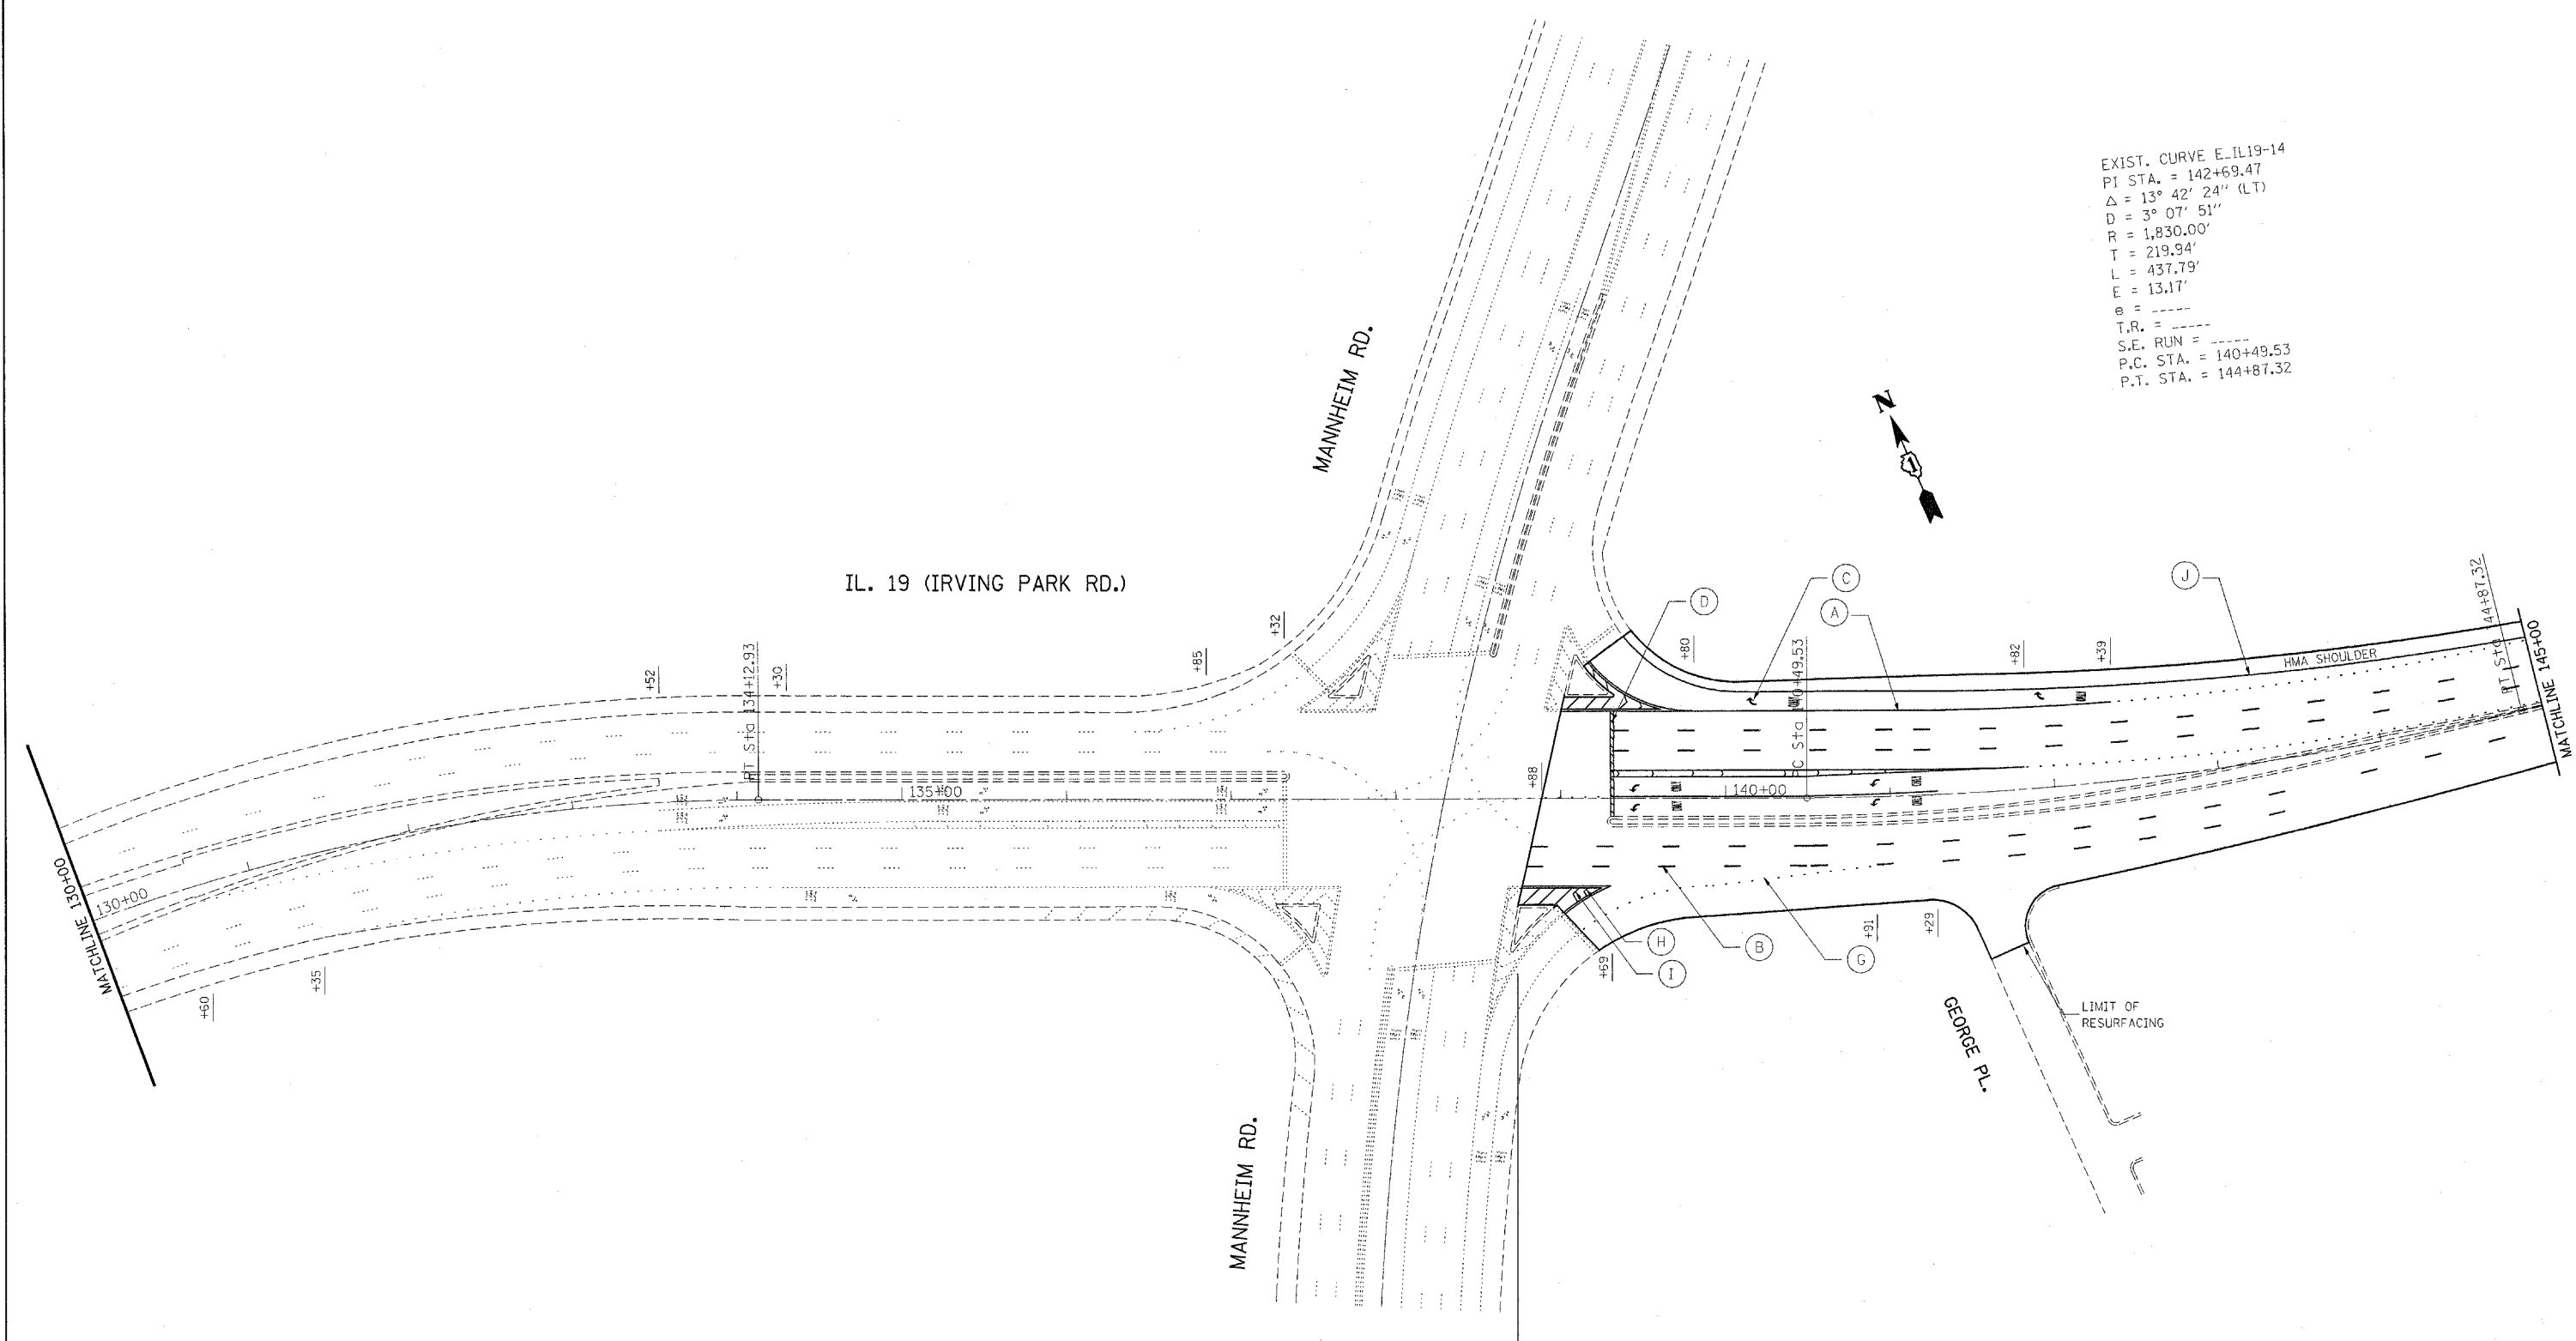 EXIST. CURVE E_IL19-14
PI STA. = 142+69.47
Δ = 13° 42' 24" (LT)
D = 3° 07' 51"
R = 1,830.00'
T = 219.94'
L = 437.79'
E = 13.17'
e = -----
T.R. = -----
S.E. RUN = -----
P.C. STA. = 140+49.53
P.T. STA. = 144+87.32
N
1
MANNHEIM RD.
IL. 19 (IRVING PARK RD.)
+52
PT Sta 134+12.93
+30
+85
+32
D
C
A
J
+80
PC Sta 140+49.53
+82
+39
HMA SHOULDER
PT Sta 144+87.32
MATCHLINE 145+00
MATCHLINE 130+00
130+00
135+00
+88
140+00
+60
+35
+69
H
I
B
G
+91
+29
LIMIT OF
RESURFACING
GEORGE PL.
MANNHEIM RD.